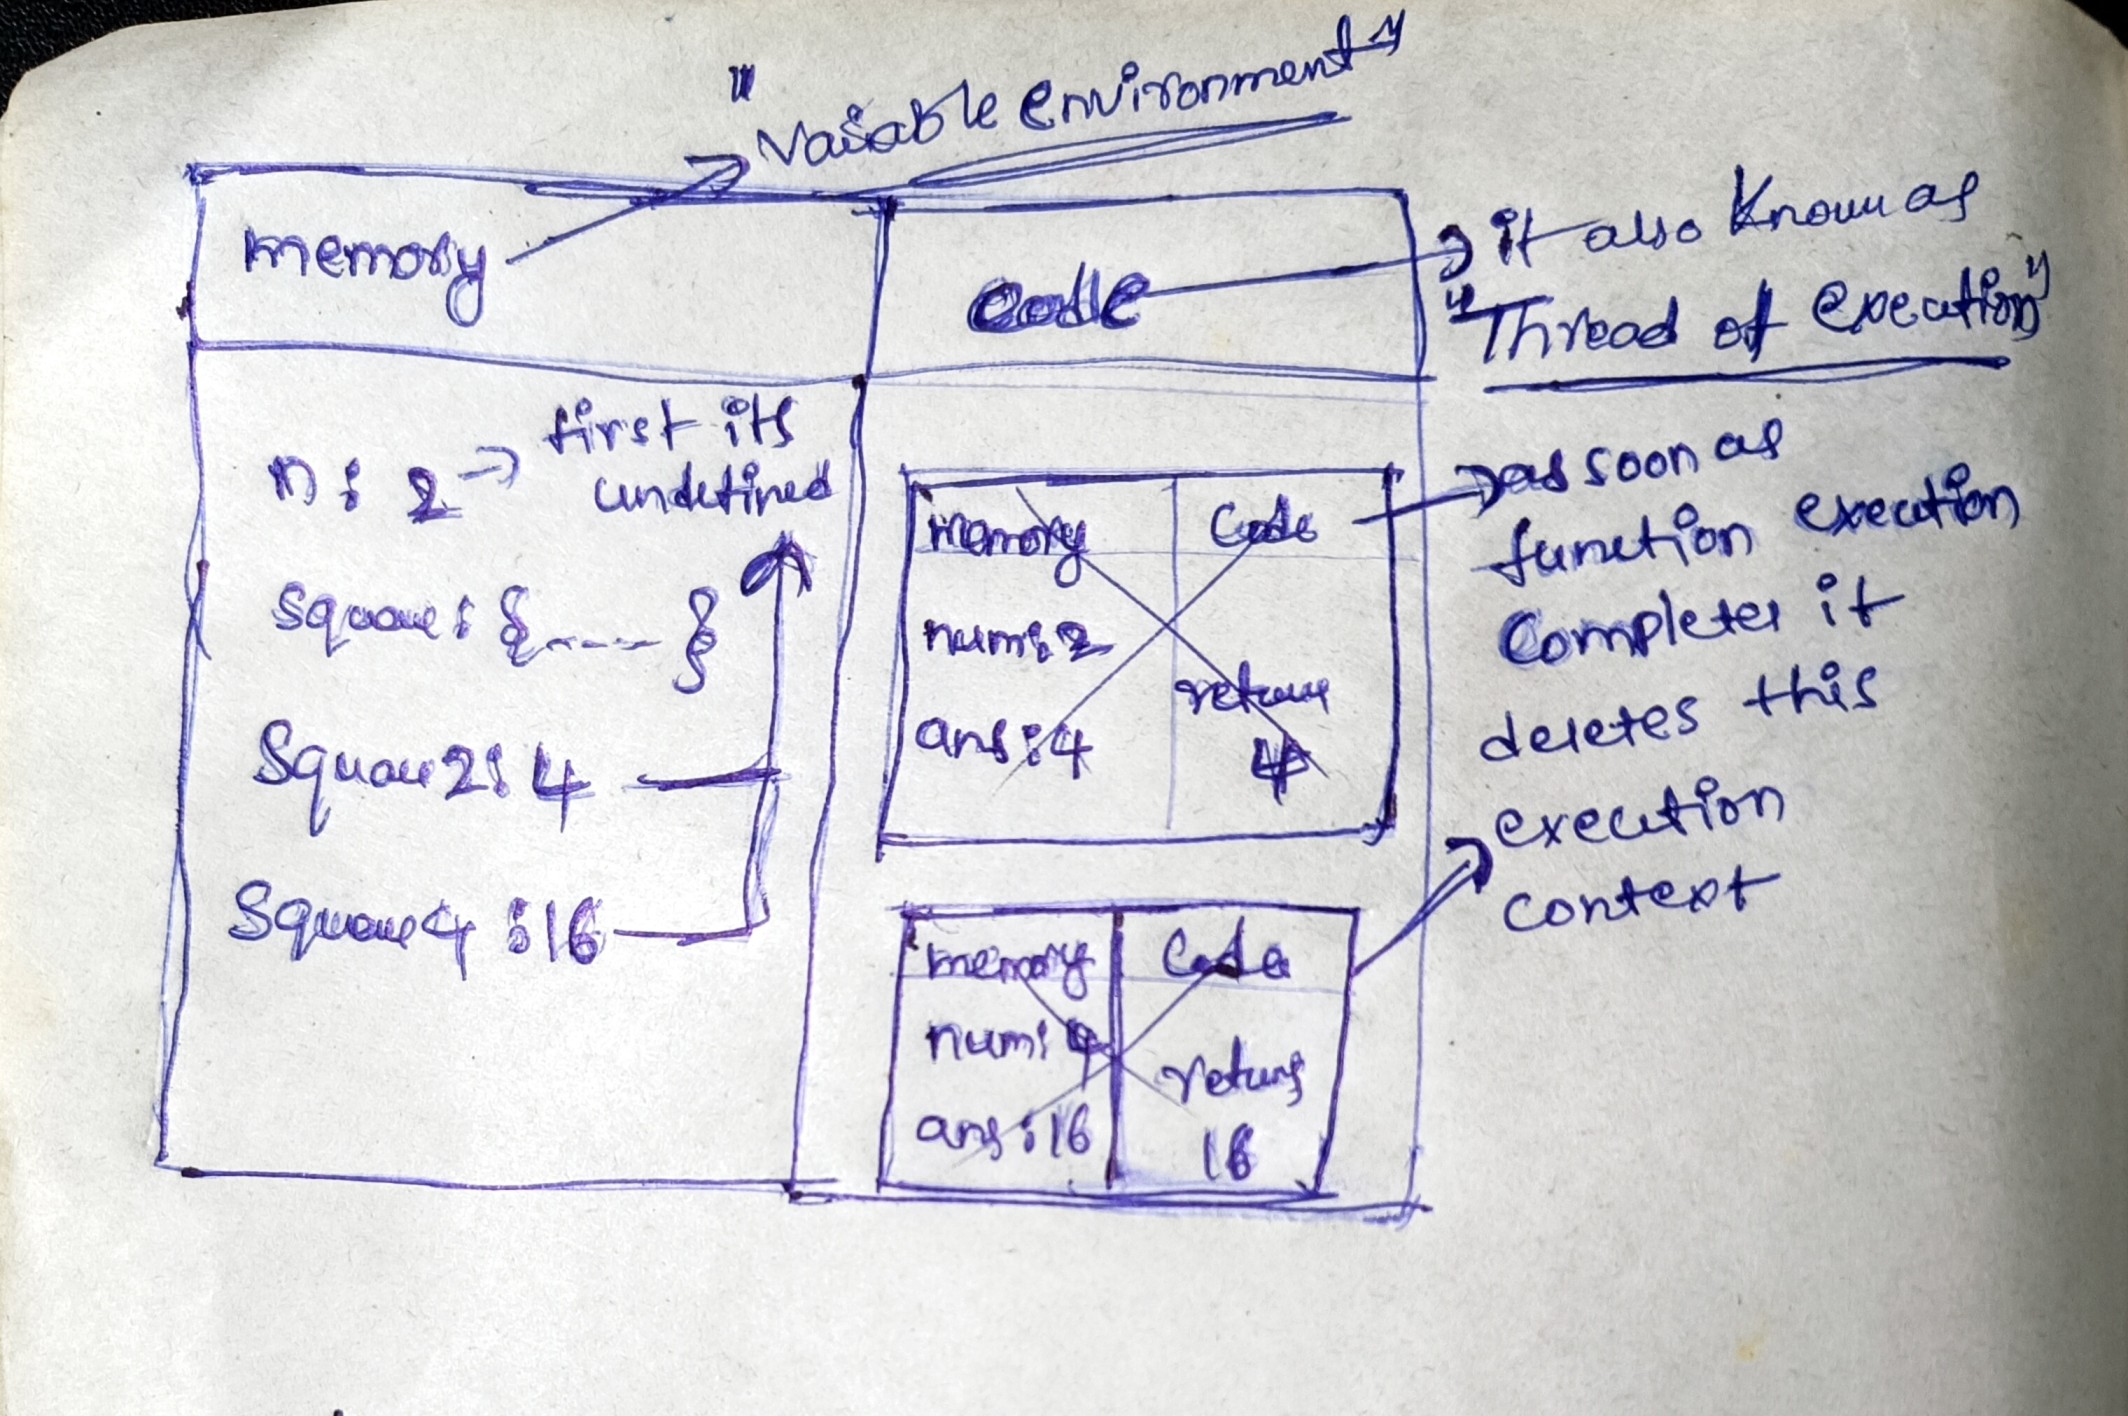 "Variable environment"
memory
code
it also known as
"Thread of execution"
n: 2 → first its
undefined
square: {----}
Square2: 4
Square4 : 16
memory
Code
num: 2
ans: 4
return
4
as soon as
function execution
Completes it
deletes this
execution
context
memory
Code
num: 4
ans: 16
return
16